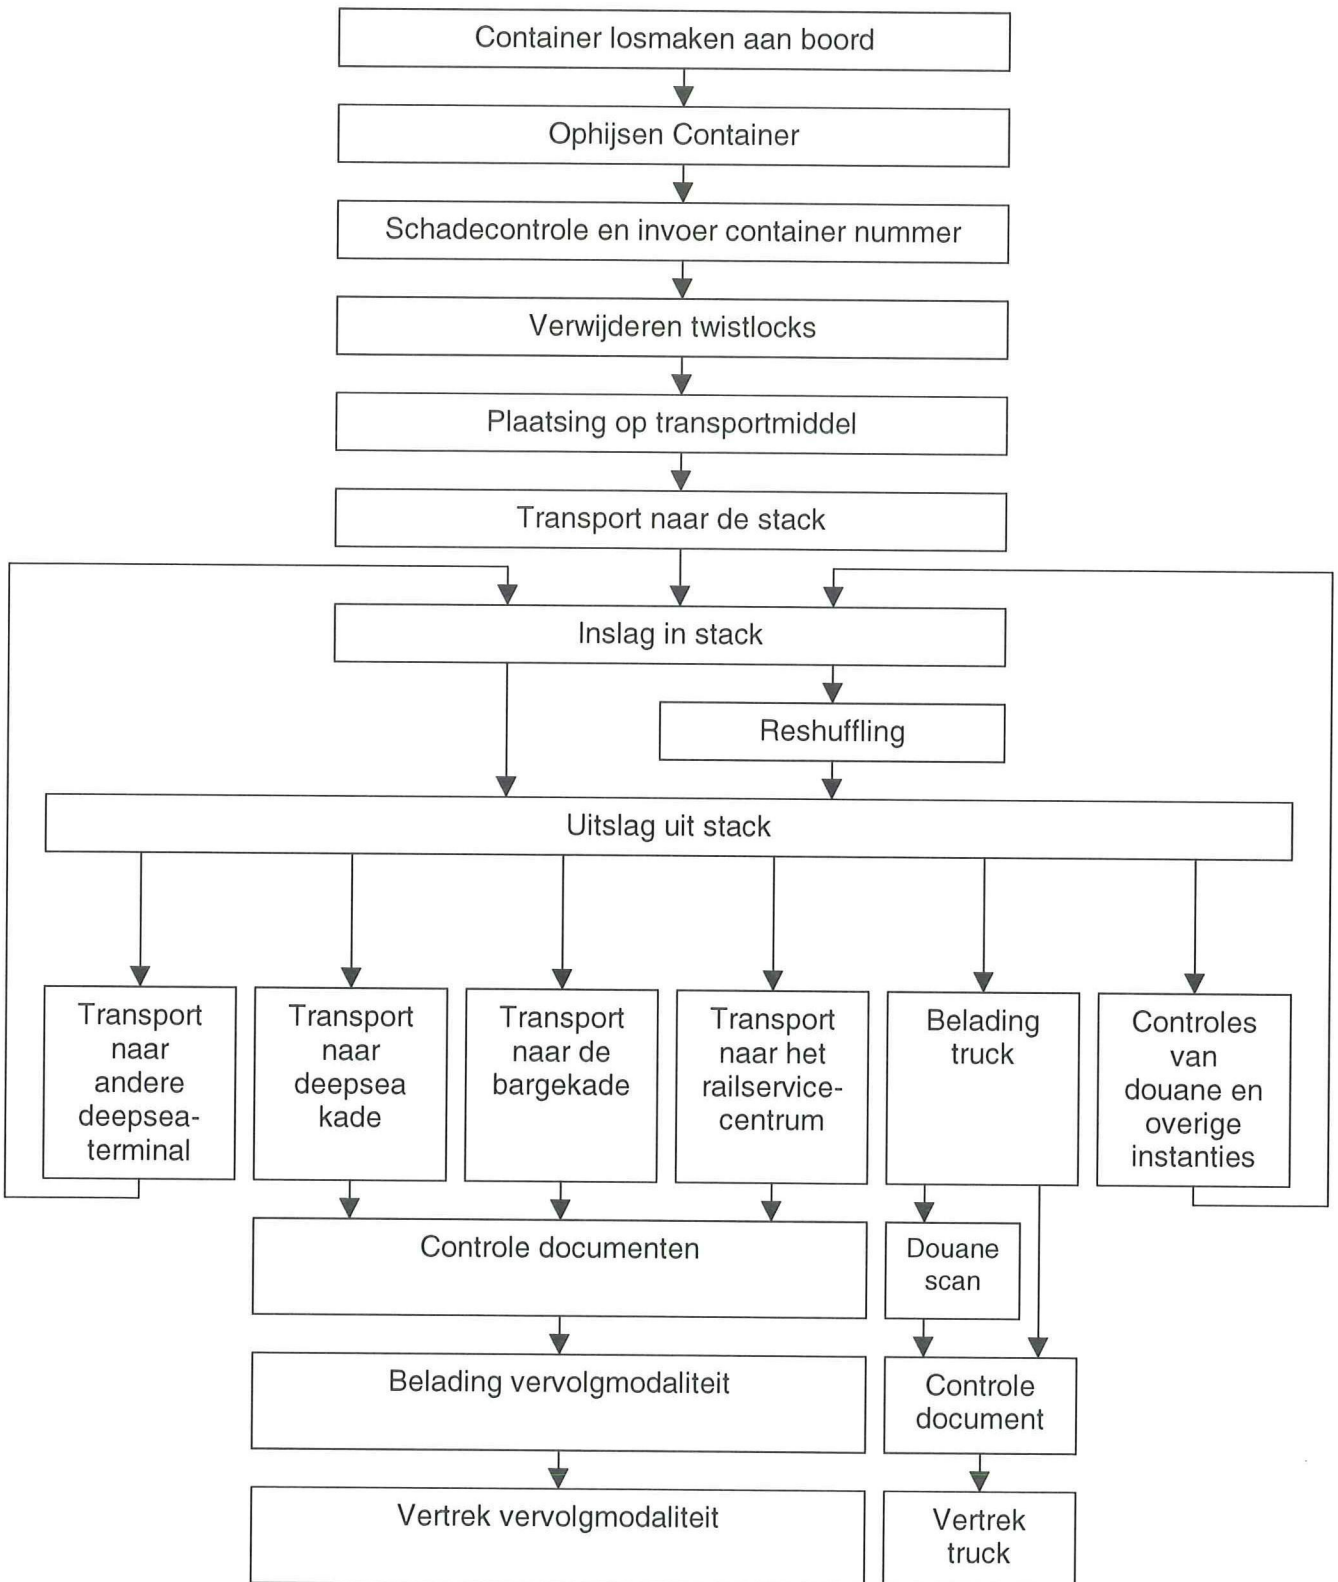 Container losmaken aan boord
Ophijsen Container
Schadecontrole en invoer container nummer
Verwijderen twistlocks
Plaatsing op transportmiddel
Transport naar de stack
Inslag in stack
Reshuffling
Uitslag uit stack
Transport
naar
andere
deepsea-
terminal
Transport
naar
deepsea
kade
Transport
naar de
bargekade
Transport
naar het
railservice-
centrum
Belading
truck
Controles
van
douane en
overige
instanties
Controle documenten
Douane
scan
Belading vervolgmodaliteit
Controle
document
Vertrek vervolgmodaliteit
Vertrek
truck